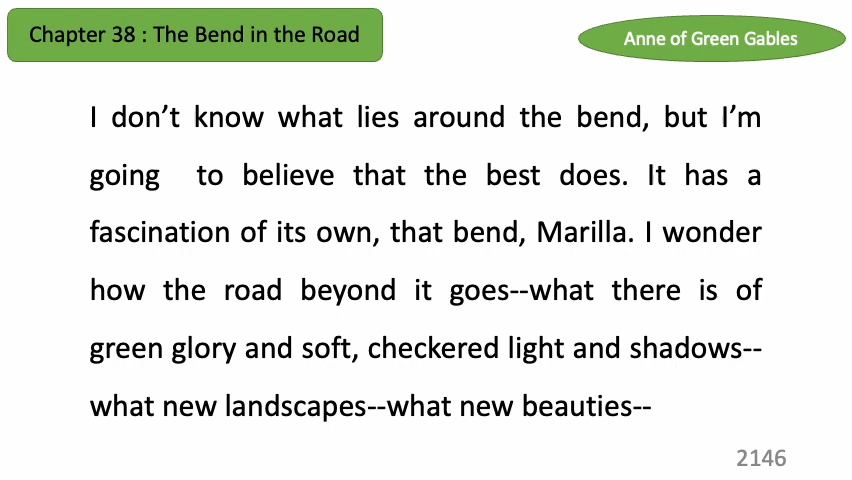 Chapter 38 : The Bend in the Road
Anne of Green Gables
I don’t know what lies around the bend, but I’m
going to believe that the best does. It has a
fascination of its own, that bend, Marilla. I wonder
how the road beyond it goes--what there is of
green glory and soft, checkered light and shadows--
what new landscapes--what new beauties--
2146